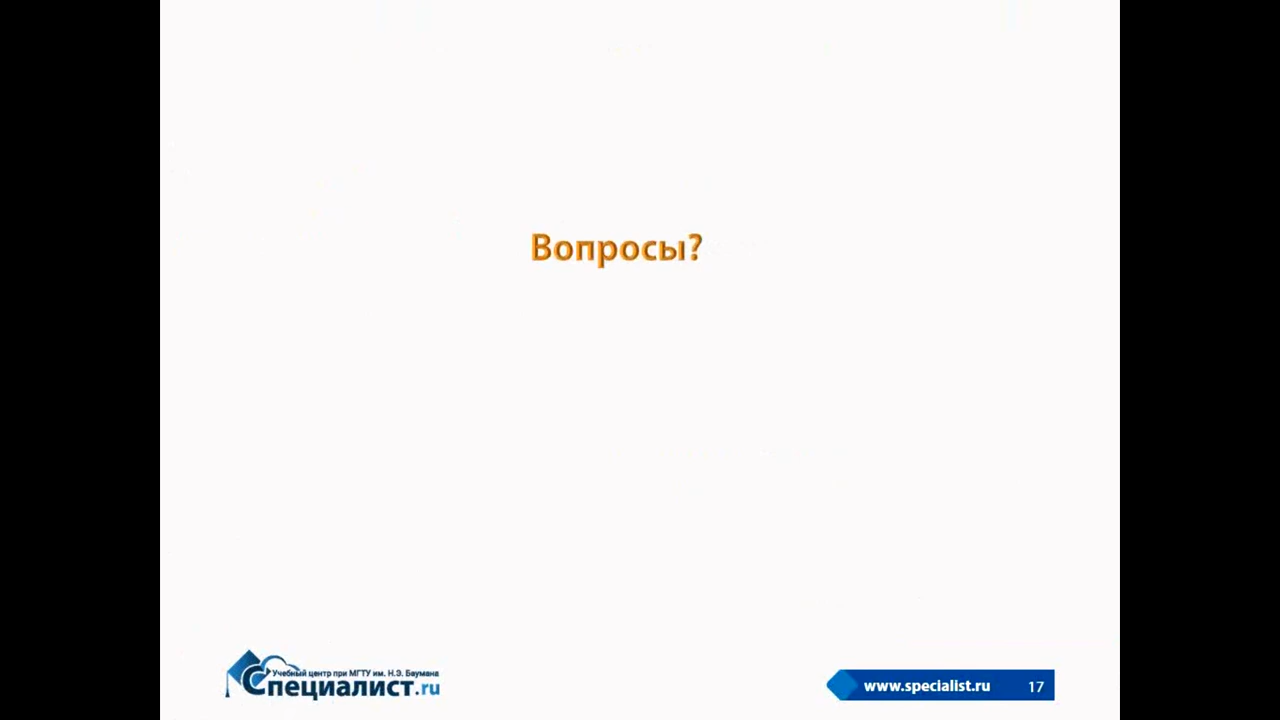 Вопросы?
Учебный центр при МГТУ им. Н.Э. Баумана
Специалист.ru
www.specialist.ru 17